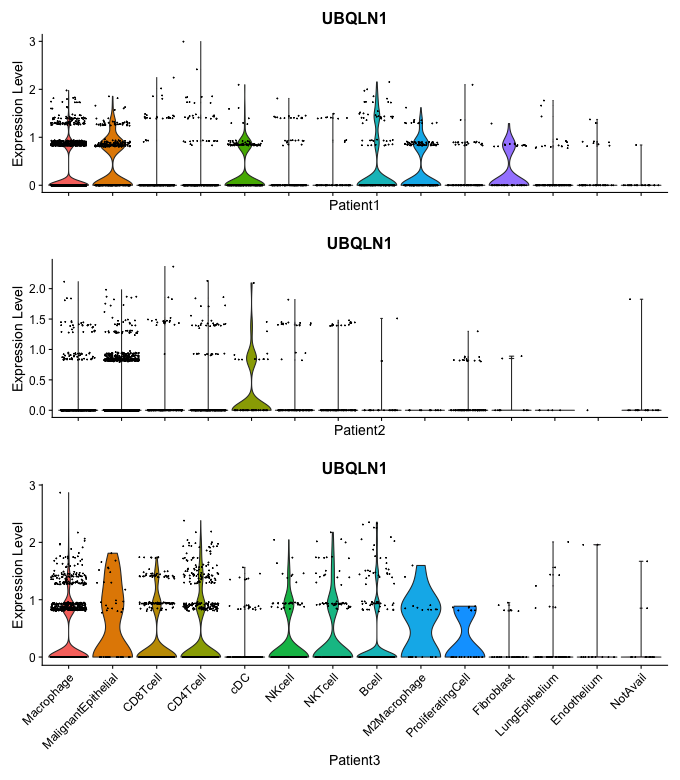 UBQLN1
Expression Level
3
2
1
0
Patient1
UBQLN1
Expression Level
2.0
1.5
1.0
0.5
0.0
Patient2
UBQLN1
Expression Level
3
2
1
0
Macrophage
MalignantEpithelial
CD8Tcell
CD4Tcell
cDC
NKcell
NKTcell
Bcell
M2Macrophage
ProliferatingCell
Fibroblast
LungEpithelium
Endothelium
NotAvail
Patient3